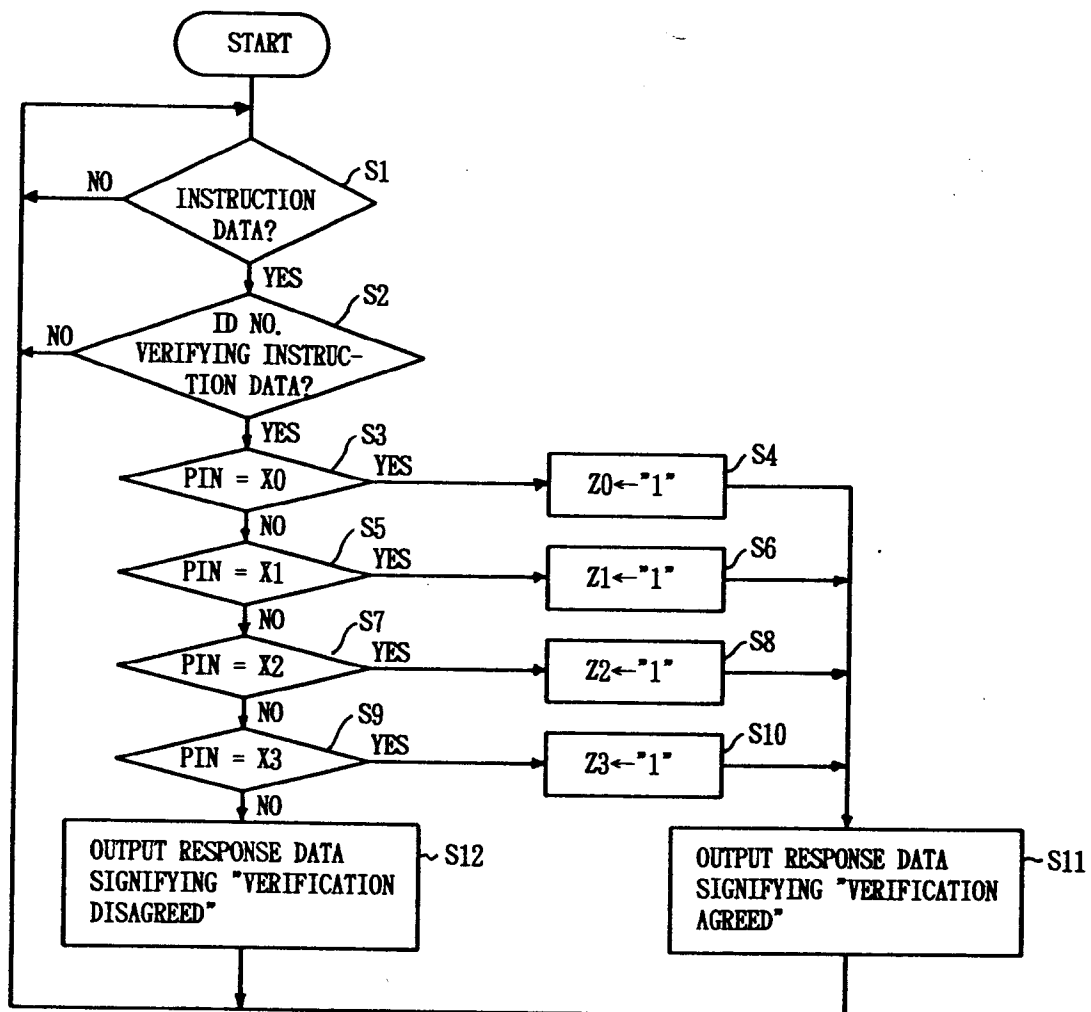 START
S1
NO
INSTRUCTION
DATA?
YES
S2
NO
ID NO.
VERIFYING INSTRUC-
TION DATA?
YES
S3
PIN = X0
YES
Z0←"1"
S4
NO
S5
PIN = X1
YES
Z1←"1"
S6
NO
S7
PIN = X2
YES
Z2←"1"
S8
NO
S9
PIN = X3
YES
Z3←"1"
S10
NO
OUTPUT RESPONSE DATA
SIGNIFYING "VERIFICATION
DISAGREED"
S12
OUTPUT RESPONSE DATA
SIGNIFYING "VERIFICATION
AGREED"
S11